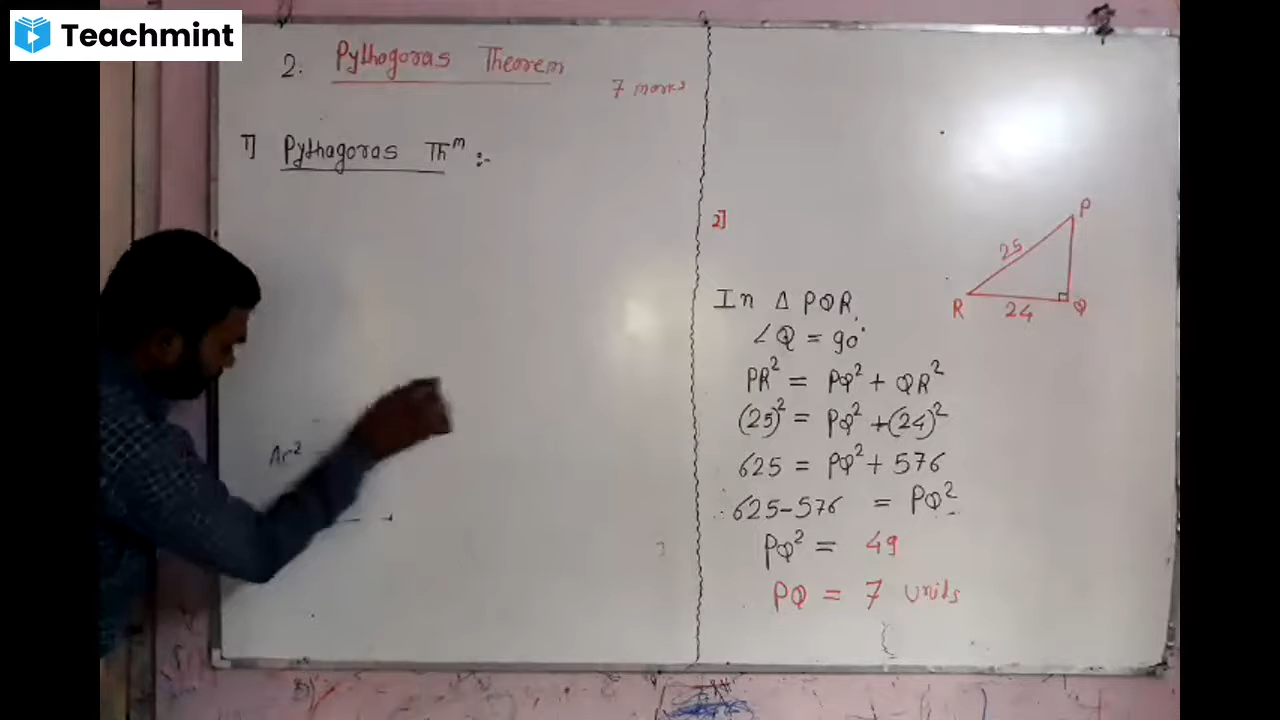 Teachmint
2. Pythagoras Theorem
7 marks
1] Pythagoras Thᵐ :-
Ac²
2]
P
25
R
24
Q
In Δ PQR,
∠Q = 90°
PR² = PQ² + QR²
(25)² = PQ² + (24)²
625 = PQ² + 576
∴ 625-576 = PQ²
PQ² = 49
PQ = 7 units